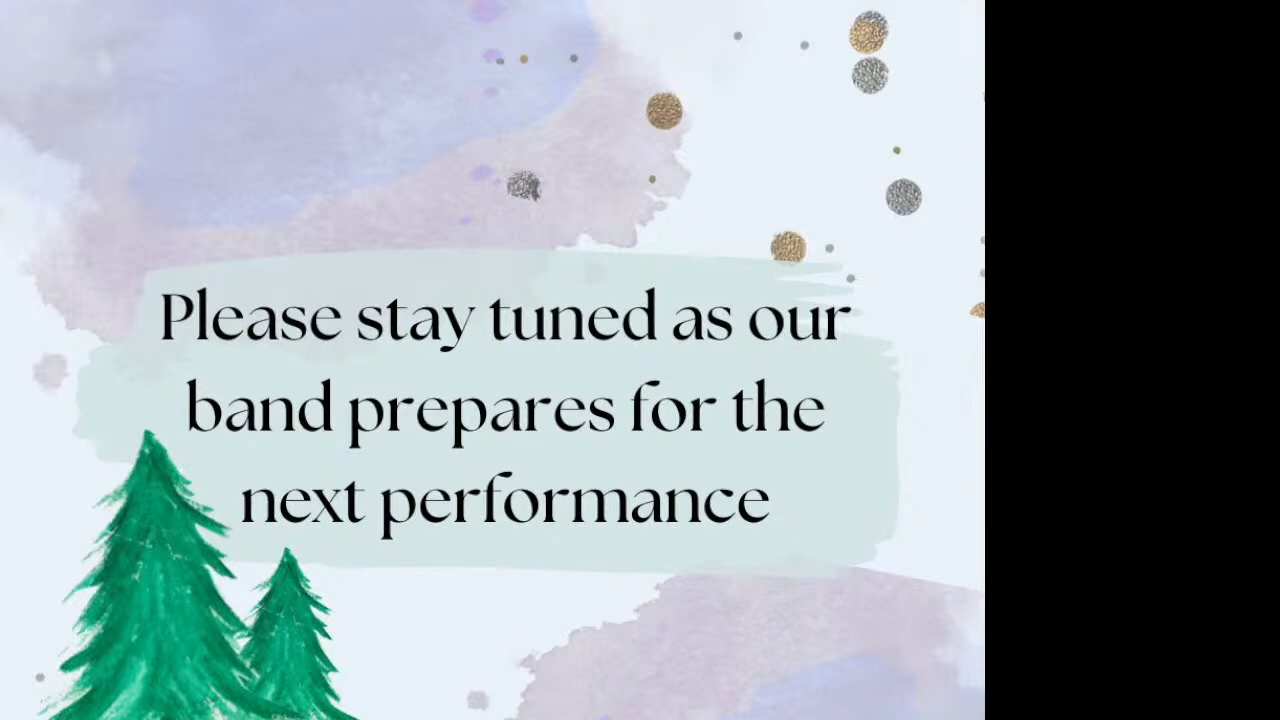 Please stay tuned as our
band prepares for the
next performance